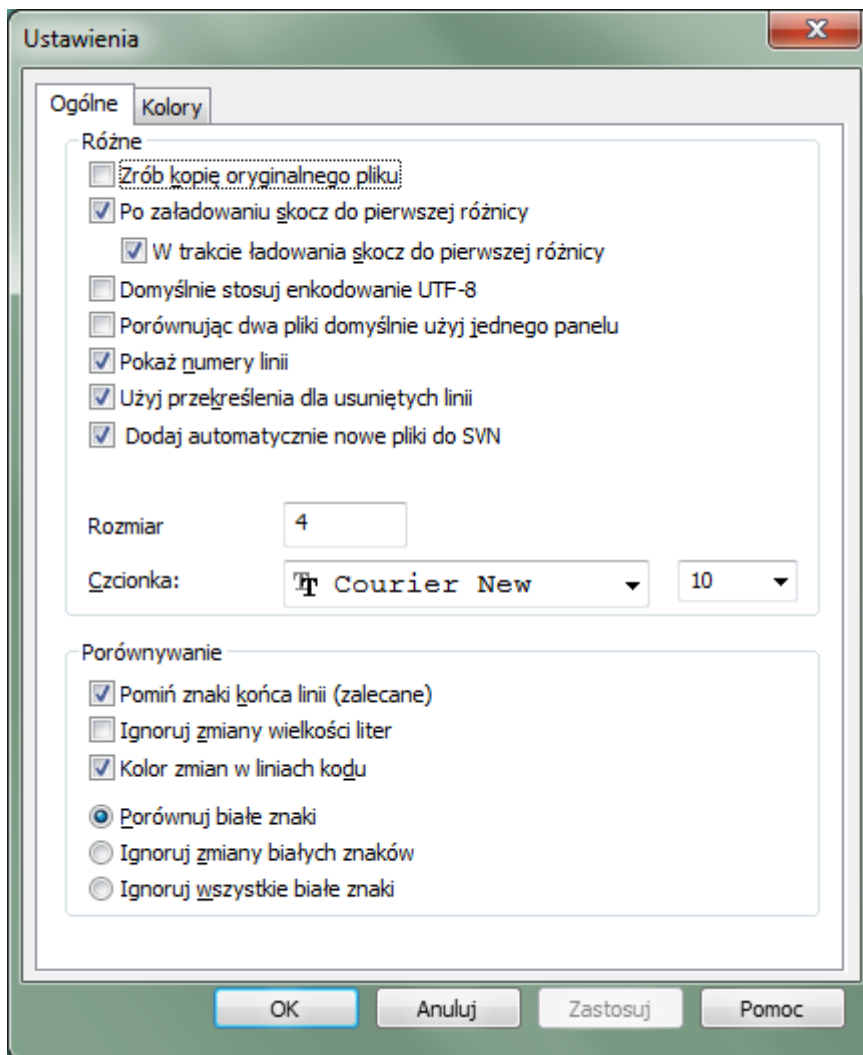 Ustawienia
Ogólne Kolory
Różne
Zrób kopię oryginalnego pliku
Po załadowaniu skocz do pierwszej różnicy
W trakcie ładowania skocz do pierwszej różnicy
Domyślnie stosuj enkodowanie UTF-8
Porównując dwa pliki domyślnie użyj jednego panelu
Pokaż numery linii
Użyj przekreślenia dla usuniętych linii
Dodaj automatycznie nowe pliki do SVN
Rozmiar 4
Czcionka: Courier New 10
Porównywanie
Pomiń znaki końca linii (zalecane)
Ignoruj zmiany wielkości liter
Kolor zmian w liniach kodu
Porównuj białe znaki
Ignoruj zmiany białych znaków
Ignoruj wszystkie białe znaki
OK Anuluj Zastosuj Pomoc